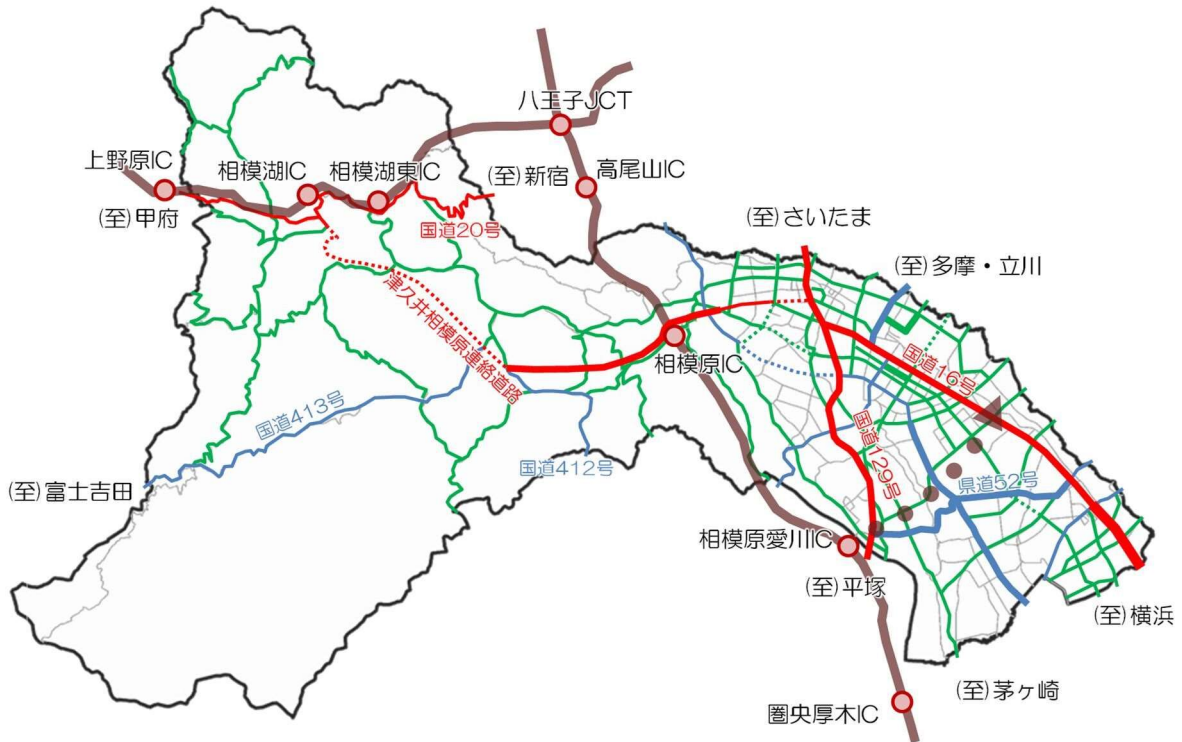 八王子JCT
上野原IC
相模湖IC
相模湖東IC
(至)新宿
高尾山IC
(至)甲府
国道20号
(至)さいたま
(至)多摩・立川
津久井相模原連絡道路
相模原IC
国道16号
国道413号
国道129号
国道412号
県道52号
(至)富士吉田
相模原愛川IC
(至)平塚
(至)横浜
(至)茅ヶ崎
圏央厚木IC